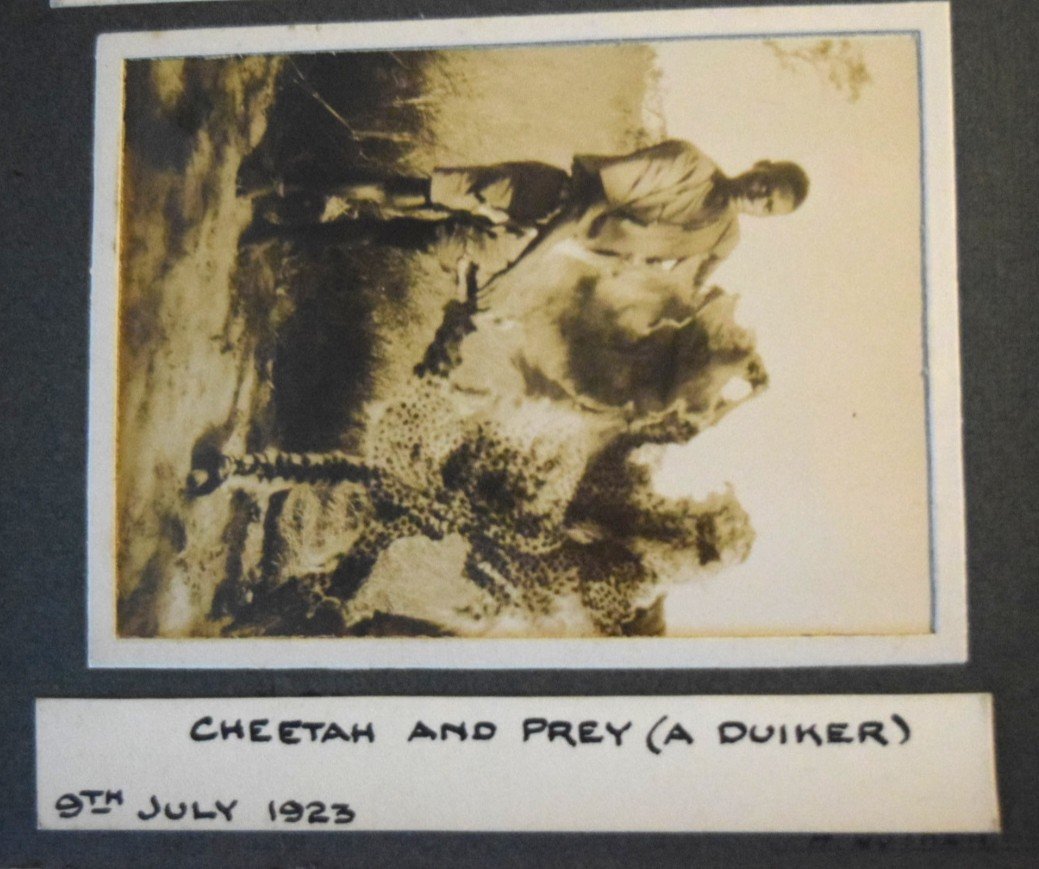 CHEETAH AND PREY (A DUIKER)
9TH JULY 1923